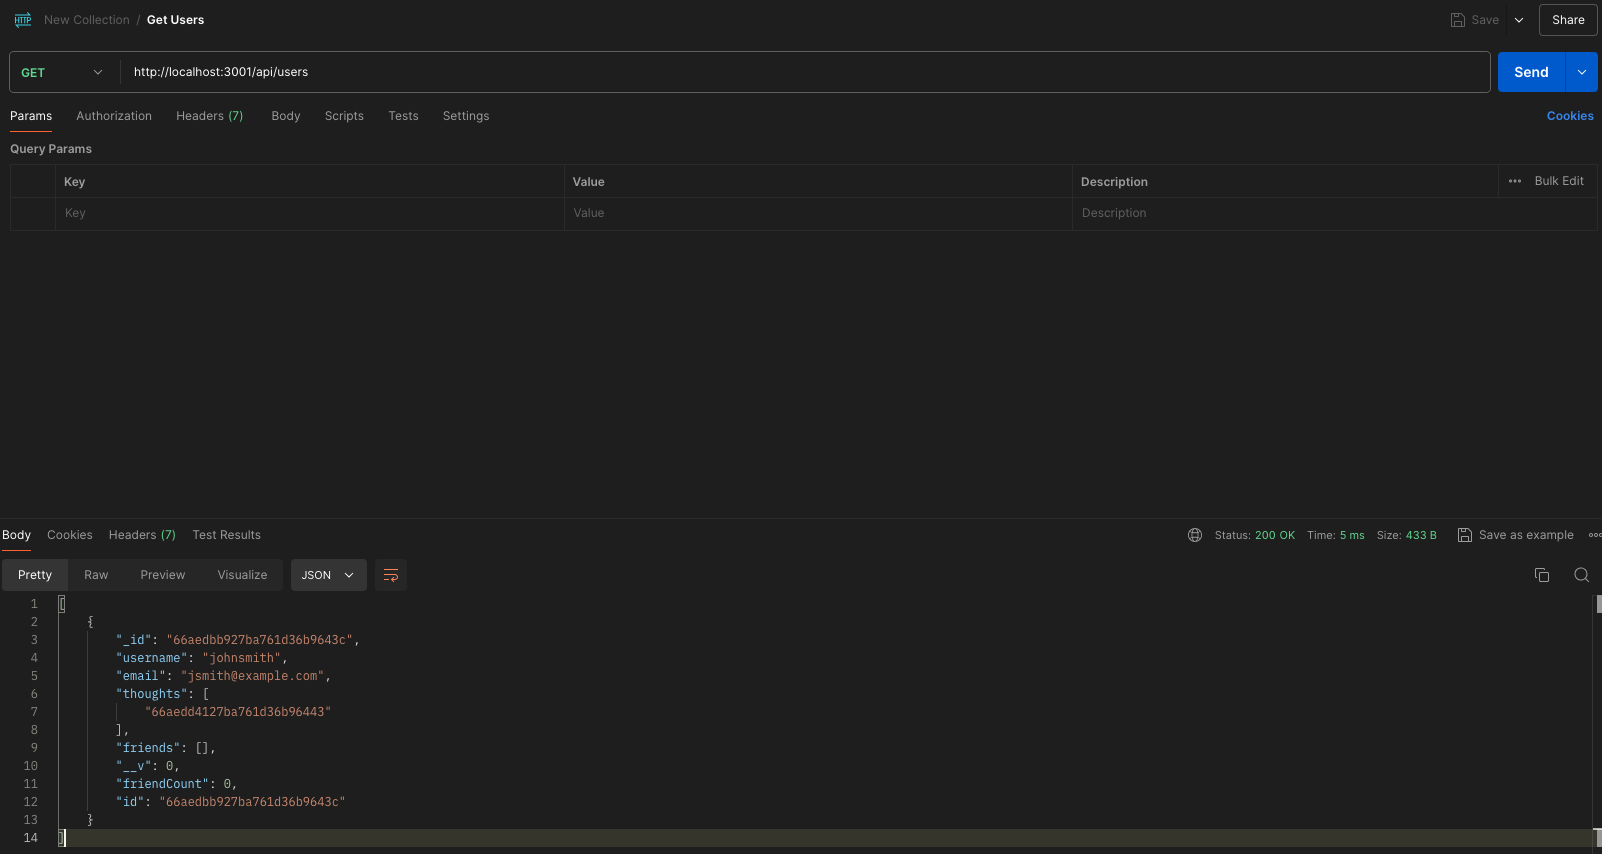 HTTP New Collection / Get Users Save Share
GET http://localhost:3001/api/users Send
Params Authorization Headers (7) Body Scripts Tests Settings Cookies
Query Params
Key Value Description ••• Bulk Edit
Key Value Description
Body Cookies Headers (7) Test Results Status: 200 OK Time: 5 ms Size: 433 B Save as example
Pretty Raw Preview Visualize JSON
1 [
2 {
3 "_id": "66aedbb927ba761d36b9643c",
4 "username": "johnsmith",
5 "email": "jsmith@example.com",
6 "thoughts": [
7 "66aedd4127ba761d36b96443"
8 ],
9 "friends": [],
10 "__v": 0,
11 "friendCount": 0,
12 "id": "66aedbb927ba761d36b9643c"
13 }
14 ]